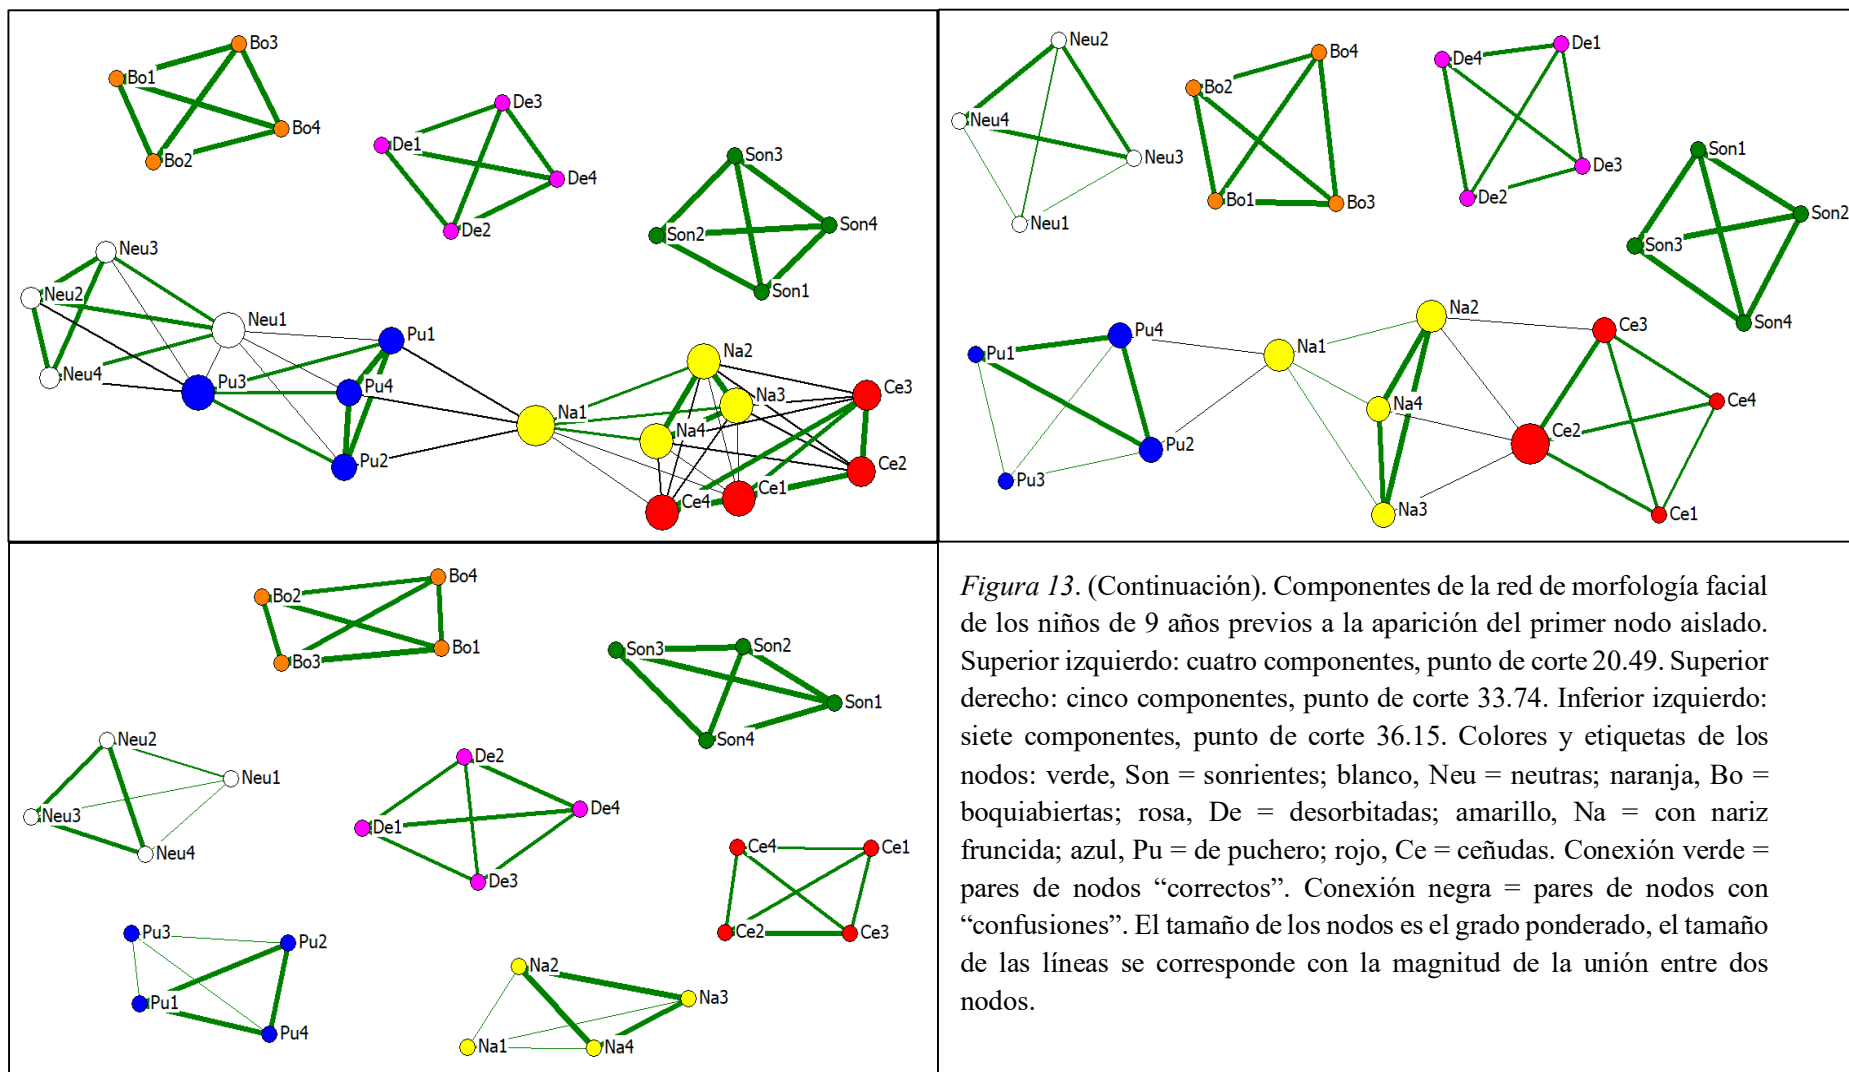 Bo3
Bo1
Bo4
Bo2
De3
De1
De4
De2
Son3
Son4
Son2
Son1
Neu3
Neu2
Neu1
Neu4
Pu1
Pu3
Pu4
Pu2
Na1
Na2
Na3
Na4
Ce3
Ce2
Ce1
Ce4
Neu2
Neu4
Neu3
Neu1
Bo4
Bo2
Bo1
Bo3
De1
De4
De3
De2
Son1
Son2
Son3
Son4
Pu4
Pu1
Pu2
Pu3
Na2
Na1
Na4
Na3
Ce3
Ce4
Ce2
Ce1
Bo4
Bo2
Bo1
Bo3
Son3
Son2
Son1
Son4
Neu2
Neu1
Neu3
Neu4
De2
De4
De1
De3
Ce4
Ce1
Ce2
Ce3
Pu3
Pu2
Pu1
Pu4
Na2
Na3
Na1
Na4
Figura 13. (Continuación). Componentes de la red de morfología facial
de los niños de 9 años previos a la aparición del primer nodo aislado.
Superior izquierdo: cuatro componentes, punto de corte 20.49. Superior
derecho: cinco componentes, punto de corte 33.74. Inferior izquierdo:
siete componentes, punto de corte 36.15. Colores y etiquetas de los
nodos: verde, Son = sonrientes; blanco, Neu = neutras; naranja, Bo =
boquiabiertas; rosa, De = desorbitadas; amarillo, Na = con nariz
fruncida; azul, Pu = de puchero; rojo, Ce = ceñudas. Conexión verde =
pares de nodos “correctos”. Conexión negra = pares de nodos con
“confusiones”. El tamaño de los nodos es el grado ponderado, el tamaño
de las líneas se corresponde con la magnitud de la unión entre dos
nodos.